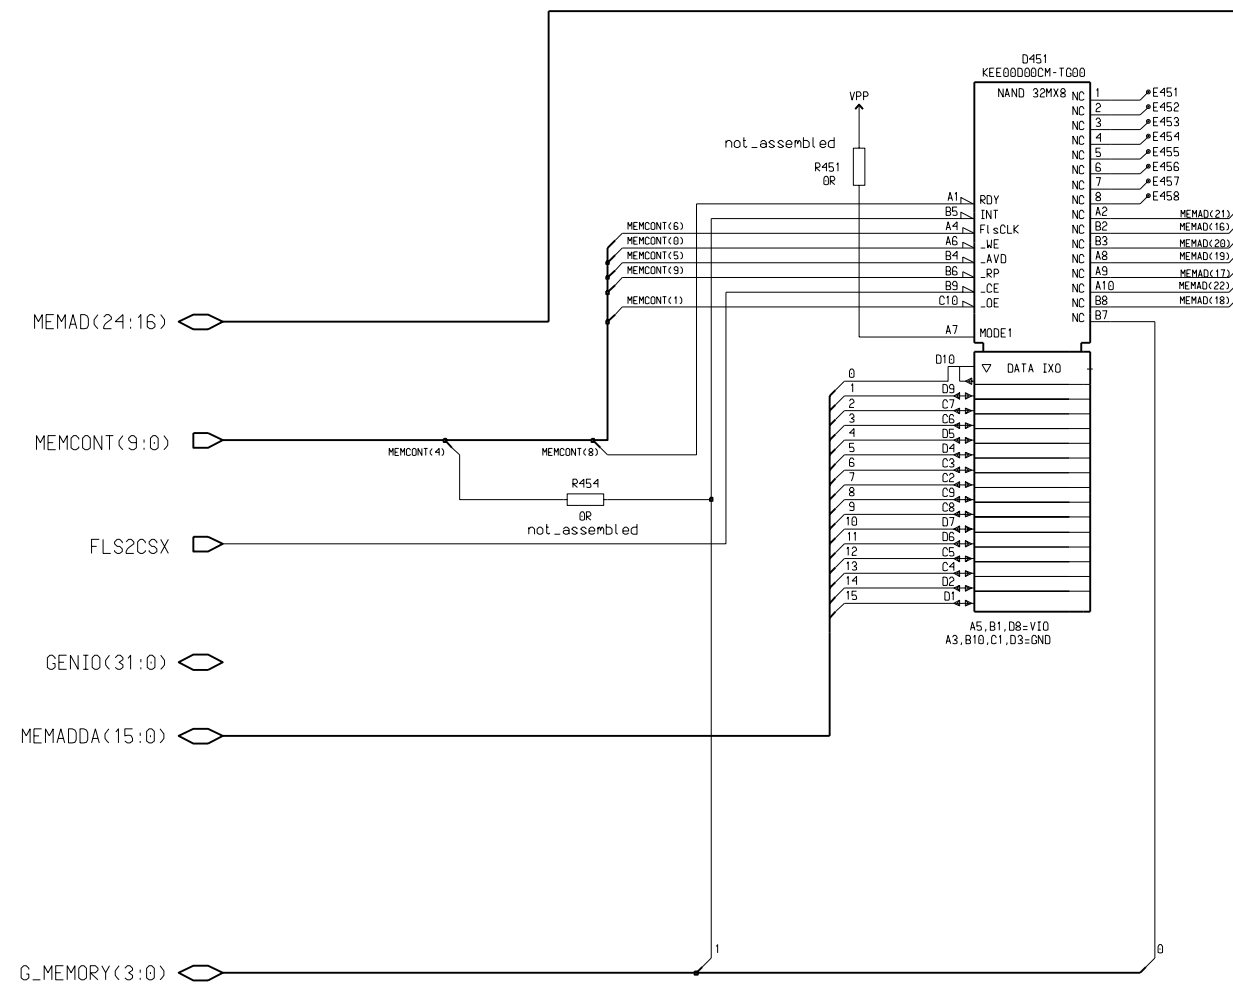 D451
KEE00D00CM-TG00
NAND 32MX8
VPP
not_assembled
R451
0R
NC 1 E451
NC 2 E452
NC 3 E453
NC 4 E454
NC 5 E455
NC 6 E456
NC 7 E457
NC 8 E458
A1 RDY NC A2 MEMAD(21)
B5 INT NC B2 MEMAD(16)
MEMCONT(6) A4 FlsCLK NC B3 MEMAD(20)
MEMCONT(0) A6 _WE NC A8 MEMAD(19)
MEMCONT(5) B4 _AVD NC A9 MEMAD(17)
MEMCONT(9) B6 _RP NC A10 MEMAD(22)
B9 _CE NC B8 MEMAD(18)
MEMCONT(1) C10 _OE NC B7
MEMAD(24:16)
A7 MODE1
D10 DATA IXO
0
1 D9
2 C7
3 C6
4 D5
5 D4
6 C3
7 C2
8 C9
9 C8
10 D7
11 D6
12 C5
13 C4
14 D2
15 D1
MEMCONT(9:0)
MEMCONT(4)
MEMCONT(8)
R454
0R
not_assembled
FLS2CSX
A5,B1,D8=VIO
A3,B10,C1,D3=GND
GENIO(31:0)
MEMADDA(15:0)
1
0
G_MEMORY(3:0)